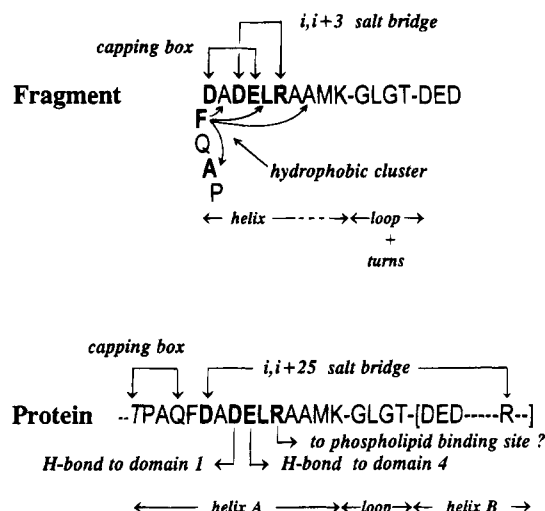 i,i+3 salt bridge
capping box
Fragment DADELRAAMK-GLGT-DED
F
Q
A
P
hydrophobic cluster
helix ---- loop
+
turns
capping box
i,i+25 salt bridge
Protein --TPAQFDADELRAAMK-GLGT-[DED-----R--]
to phospholipid binding site ?
H-bond to domain 1 H-bond to domain 4
helix A loop helix B